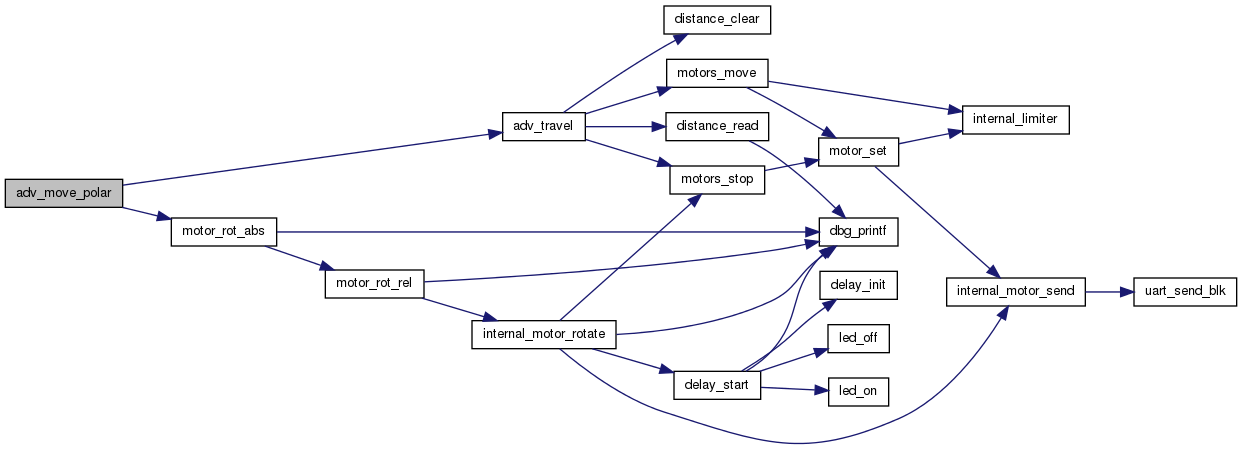 distance_clear
motors_move
internal_limiter
adv_travel
distance_read
motor_set
motors_stop
adv_move_polar
motor_rot_abs
dbg_printf
motor_rot_rel
delay_init
internal_motor_send
uart_send_blk
internal_motor_rotate
led_off
delay_start
led_on